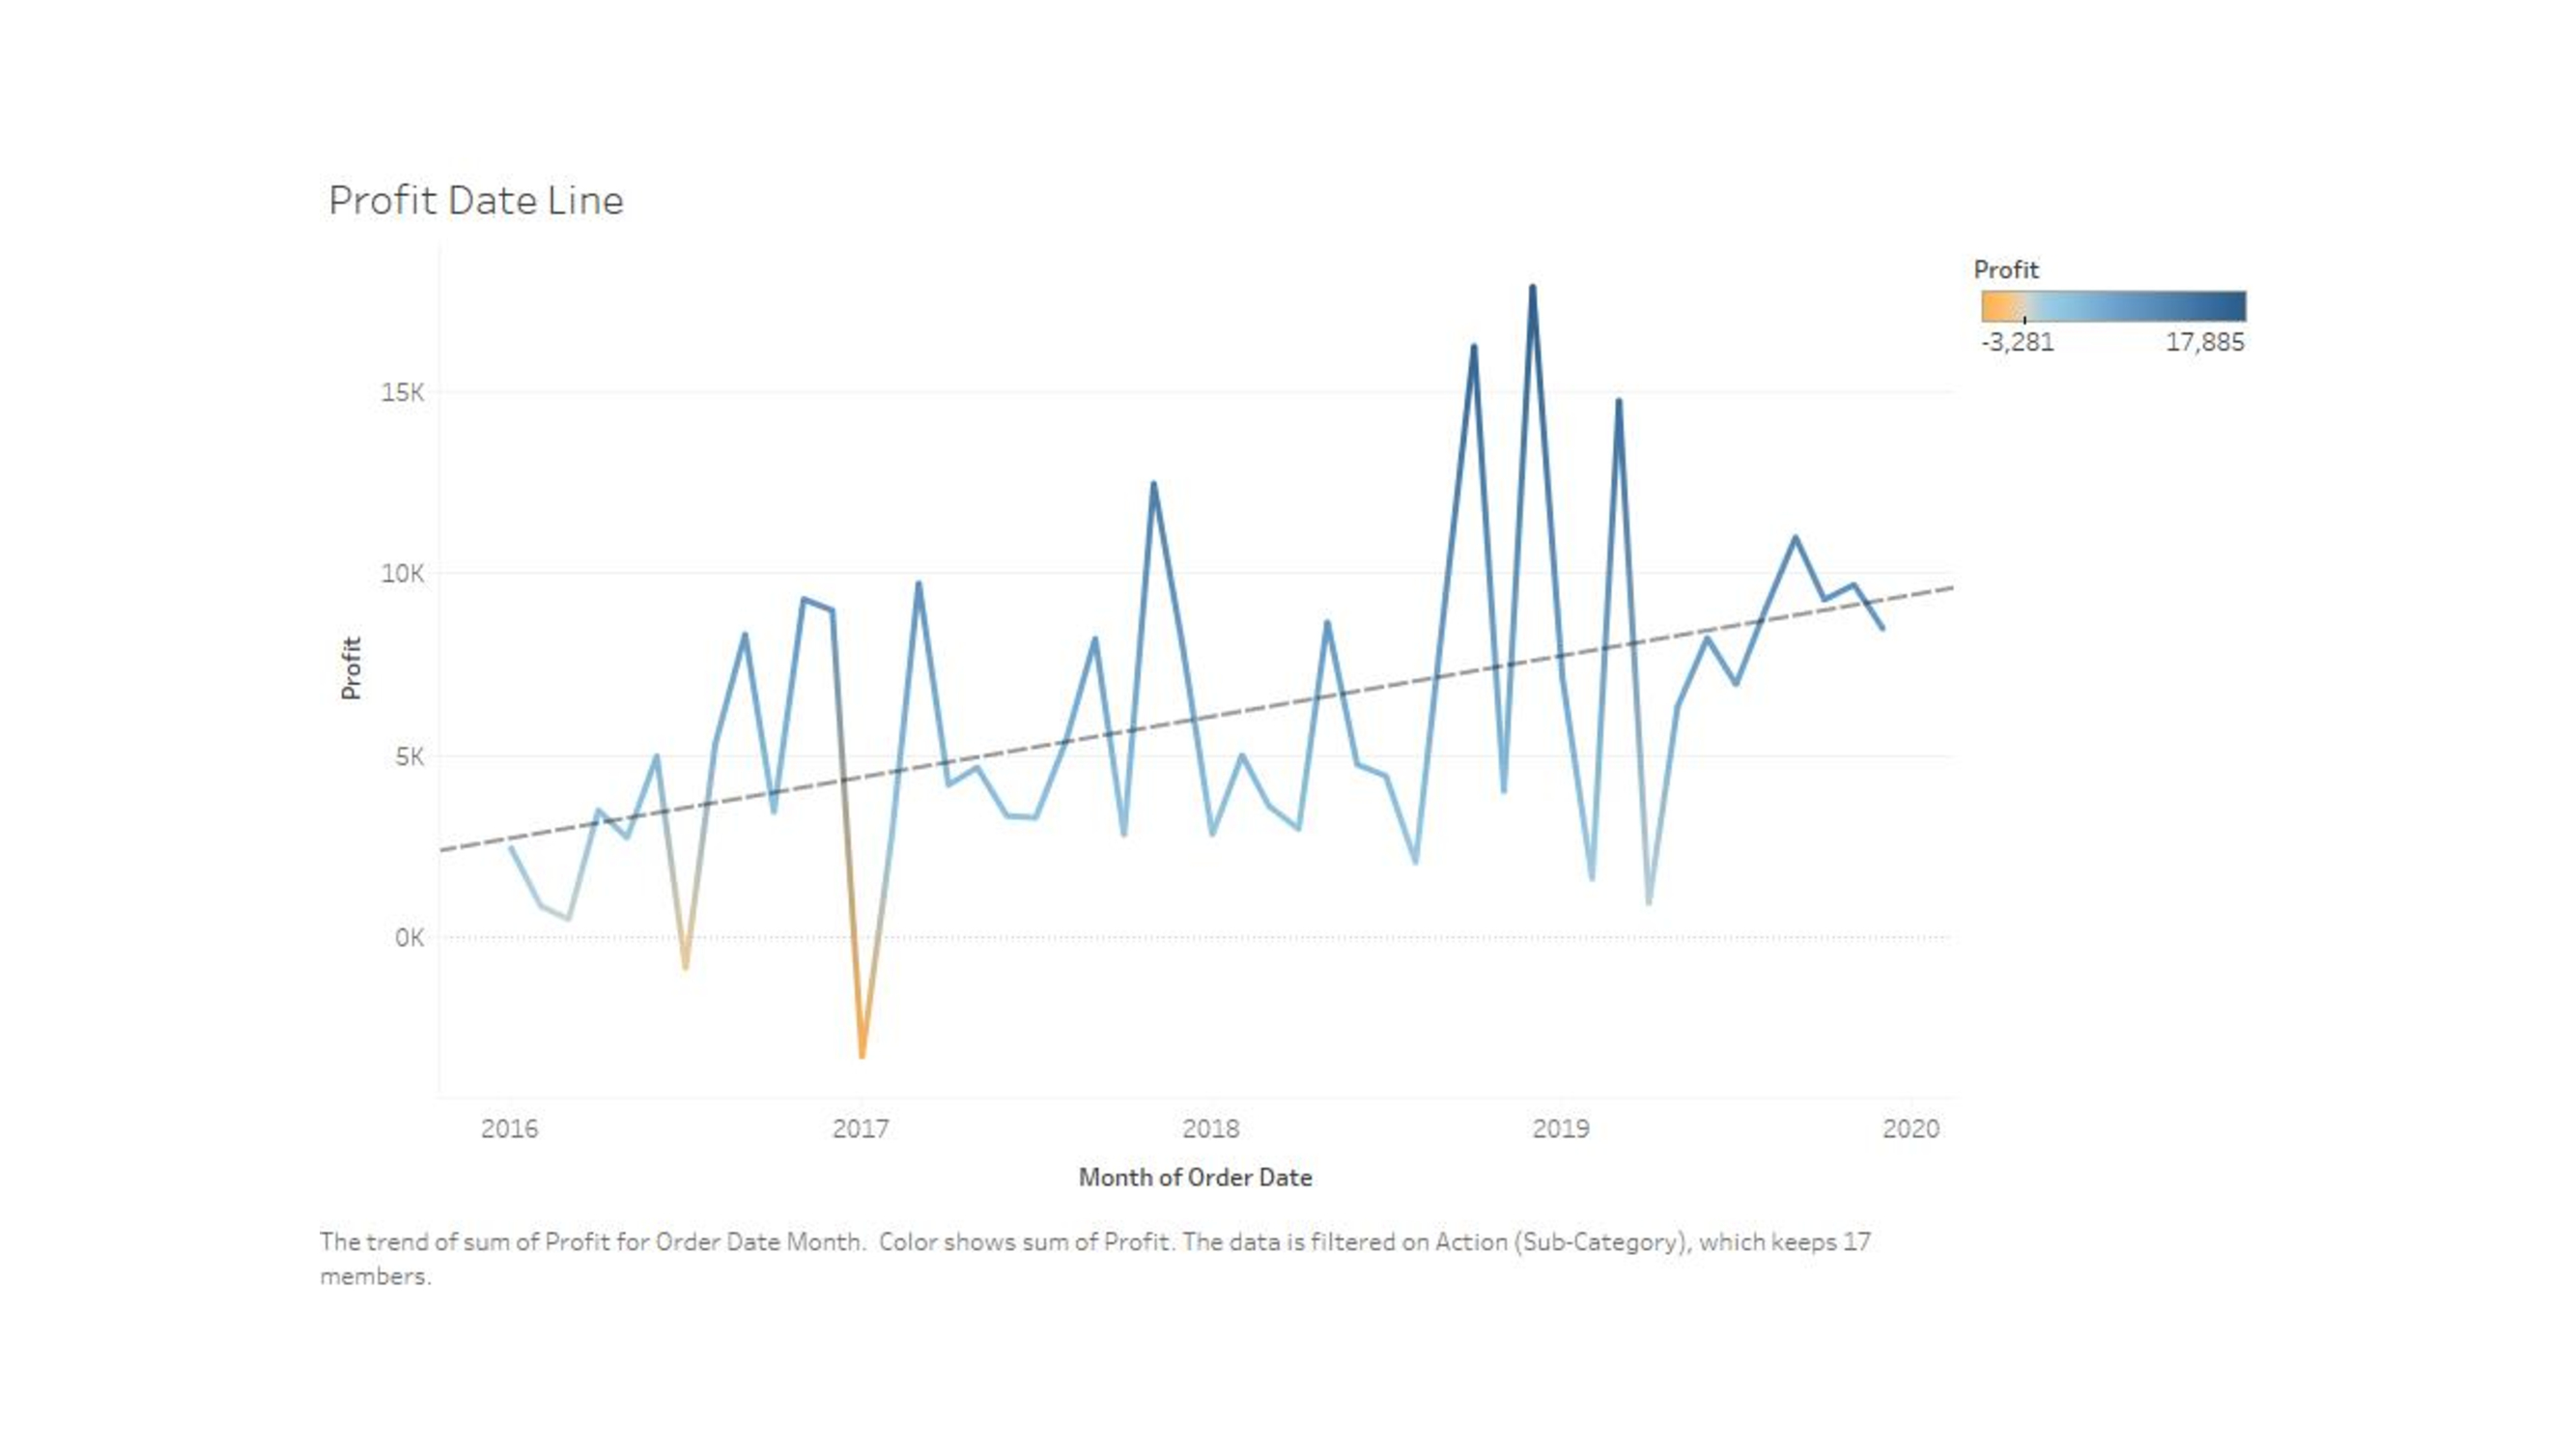 Profit Date Line
Profit
-3,281 17,885
15K
10K
5K
0K
Profit
2016 2017 2018 2019 2020
Month of Order Date
The trend of sum of Profit for Order Date Month.  Color shows sum of Profit. The data is filtered on Action (Sub-Category), which keeps 17
members.